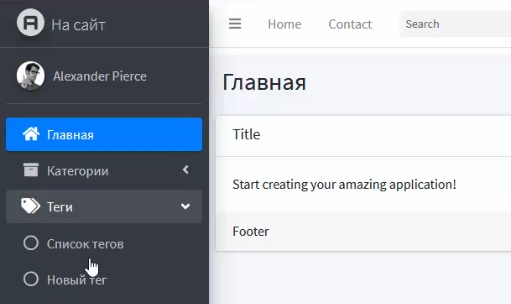 На сайт
Alexander Pierce
Главная
Категории
Теги
Список тегов
Новый тег
Home
Contact
Search
Главная
Title
Start creating your amazing application!
Footer